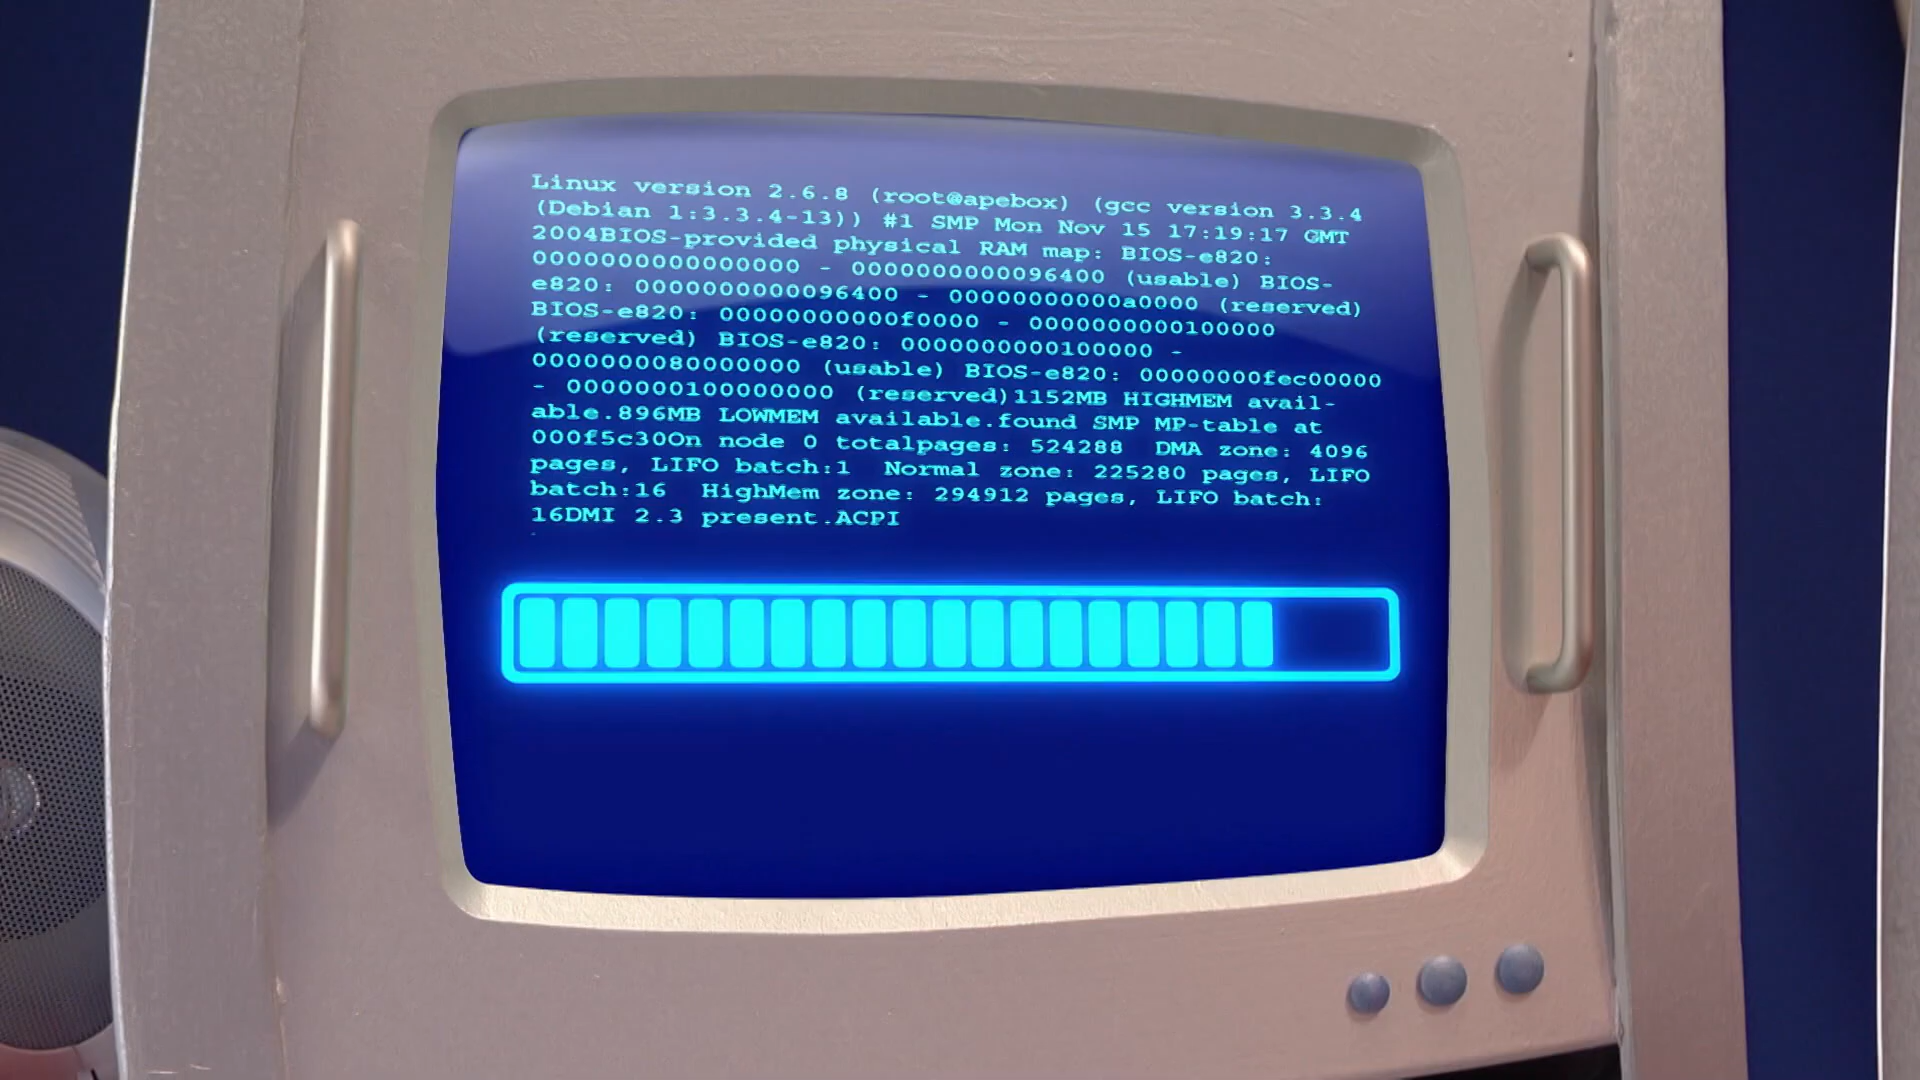 Linux version 2.6.8 (root@apebox) (gcc version 3.3.4
(Debian 1:3.3.4-13)) #1 SMP Mon Nov 15 17:19:17 GMT
2004BIOS-provided physical RAM map: BIOS-e820:
0000000000000000 - 0000000000096400 (usable) BIOS-
e820: 0000000000096400 - 00000000000a0000 (reserved)
BIOS-e820: 00000000000f0000 - 0000000000100000
(reserved) BIOS-e820: 0000000000100000 -
0000000080000000 (usable) BIOS-e820: 00000000fec00000
- 0000000100000000 (reserved)1152MB HIGHMEM avail-
able.896MB LOWMEM available.found SMP MP-table at
000f5c30On node 0 totalpages: 524288  DMA zone: 4096
pages, LIFO batch:1  Normal zone: 225280 pages, LIFO
batch:16  HighMem zone: 294912 pages, LIFO batch:
16DMI 2.3 present.ACPI